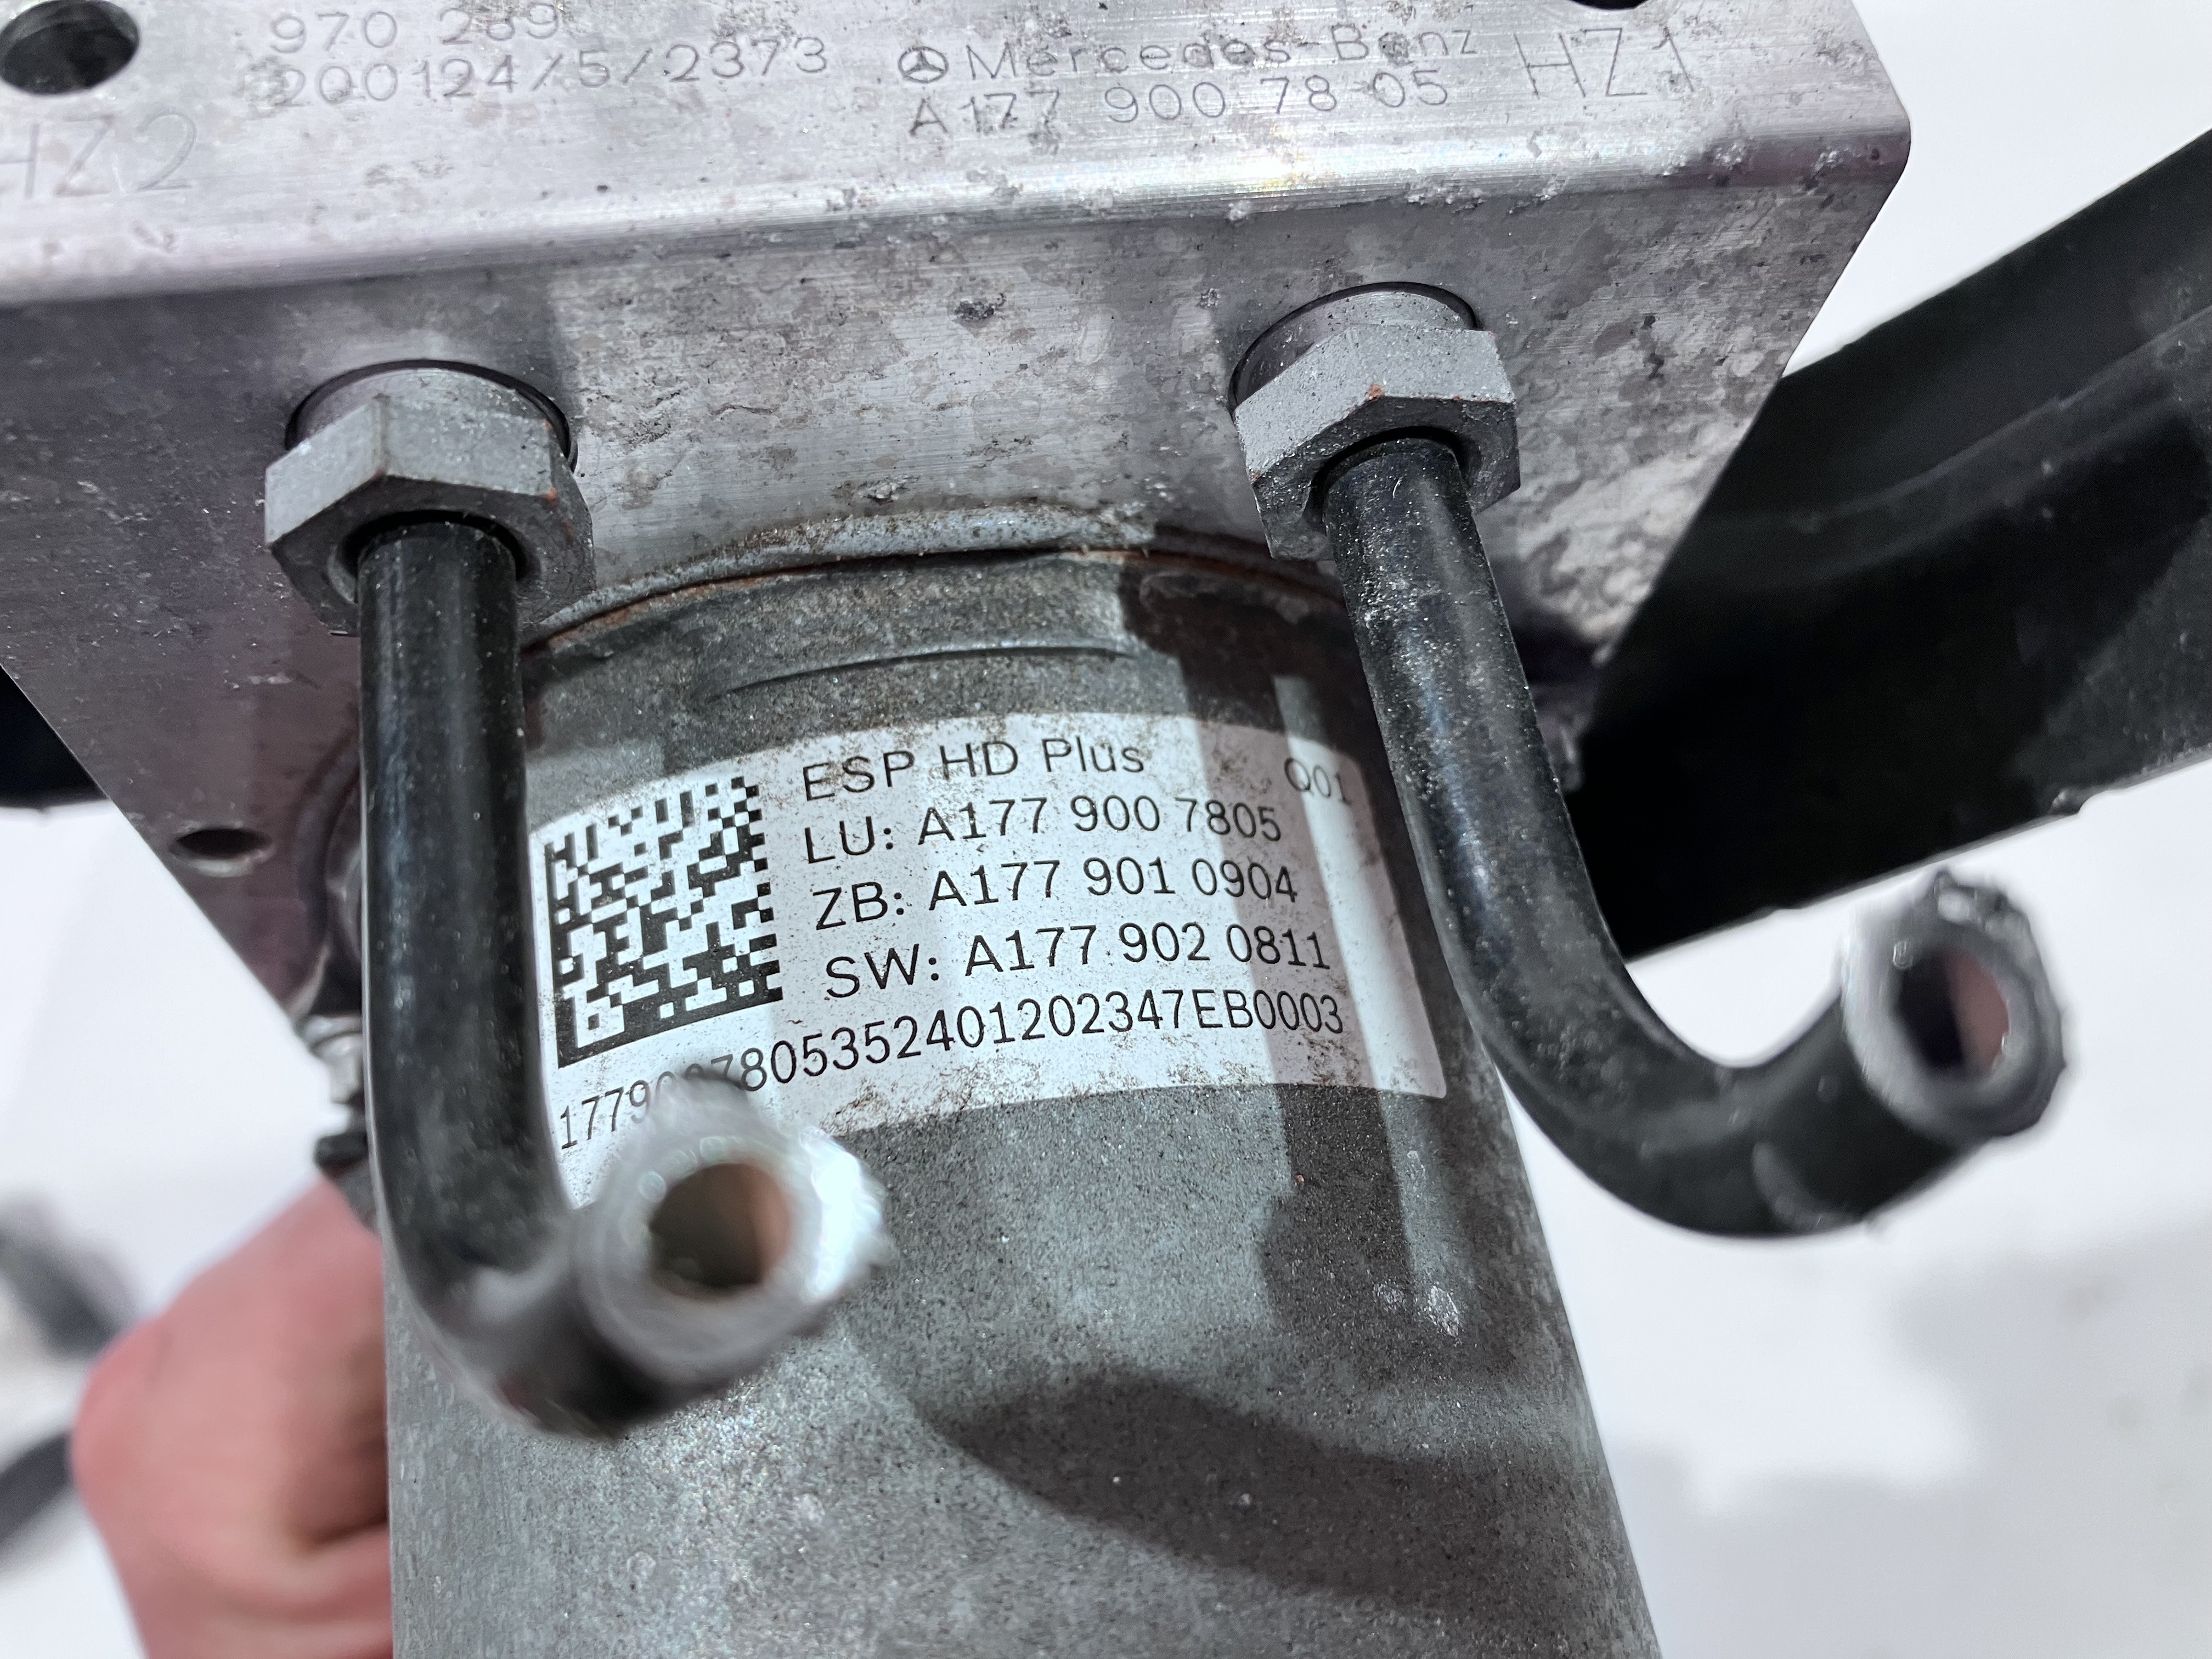 970 289
200124/5/2373
Mercedes-Benz
A177 900 78 05
HZ1
HZ2
ESP HD Plus
Q01
LU: A177 900 7805
ZB: A177 901 0904
SW: A177 902 0811